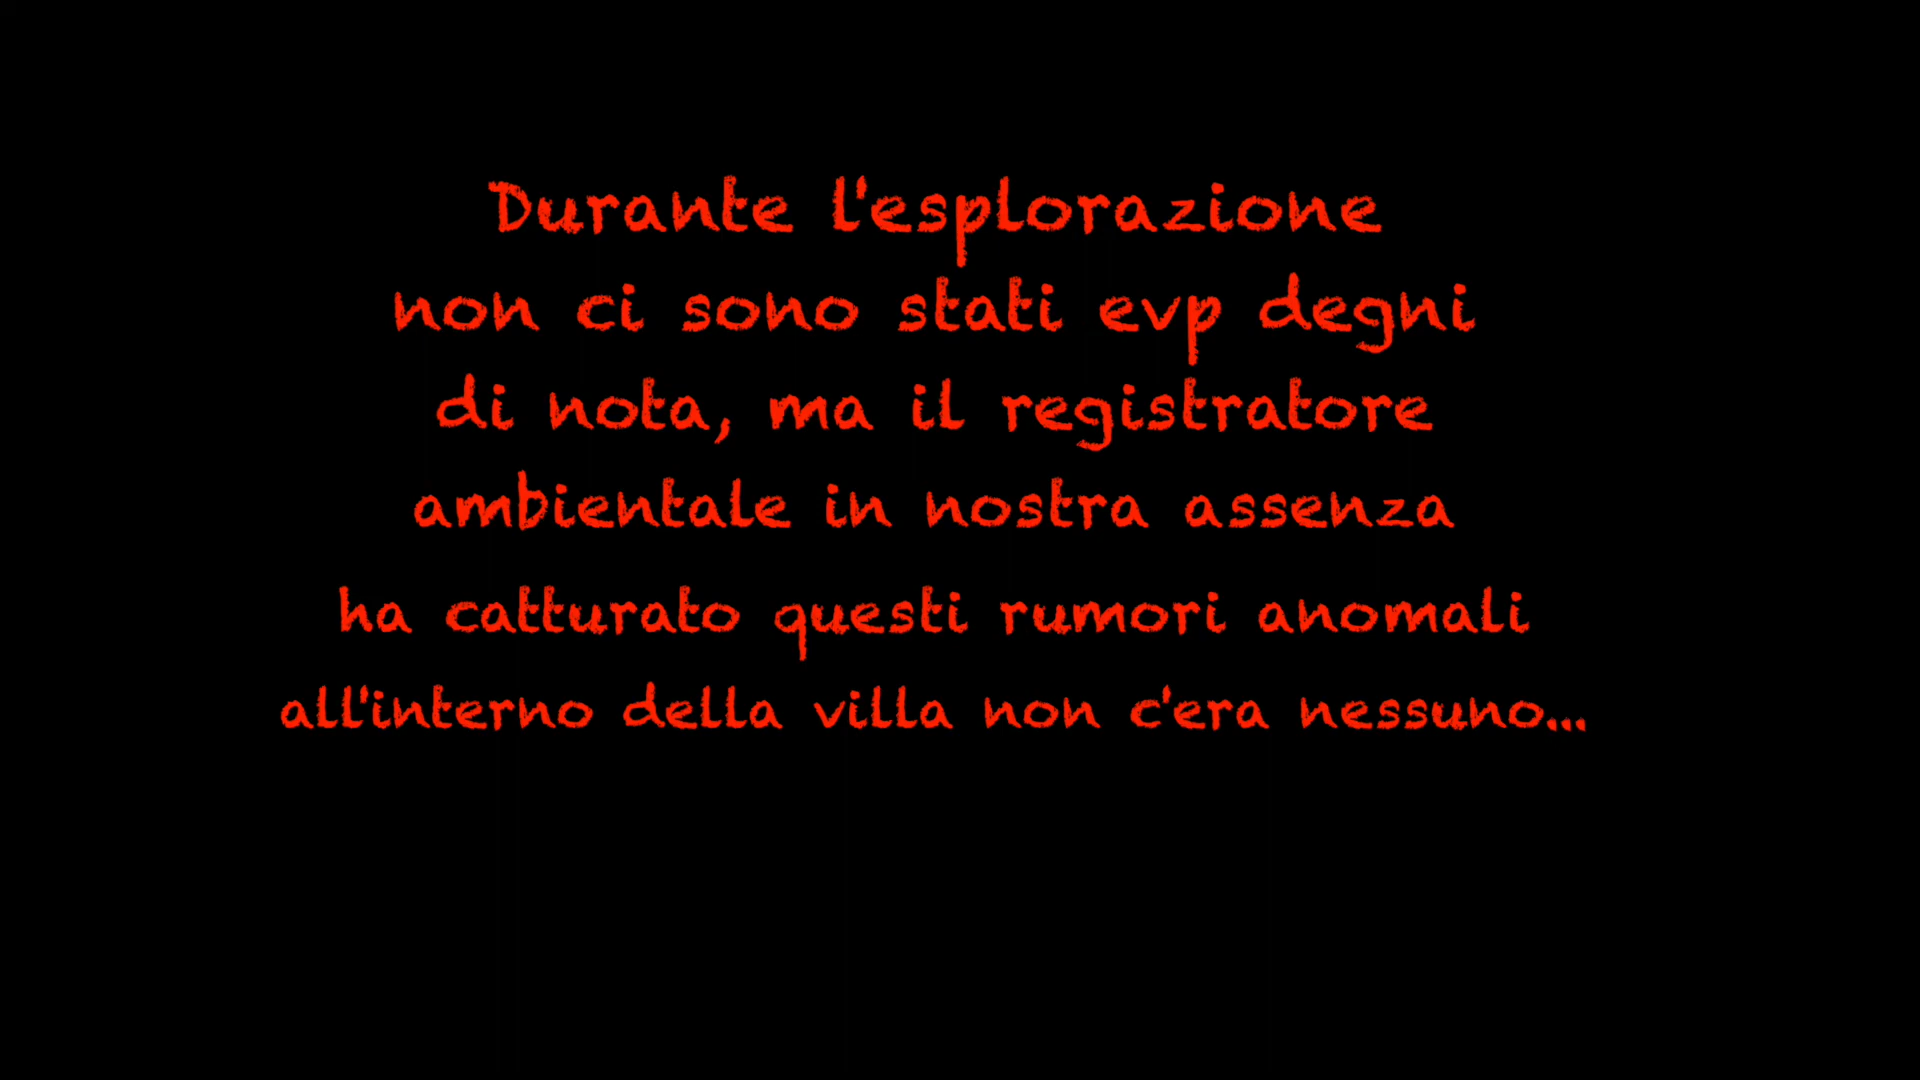 Durante l'esplorazione
non ci sono stati evp degni
di nota, ma il registratore
ambientale in nostra assenza
ha catturato questi rumori anomali
all'interno della villa non c'era nessuno...